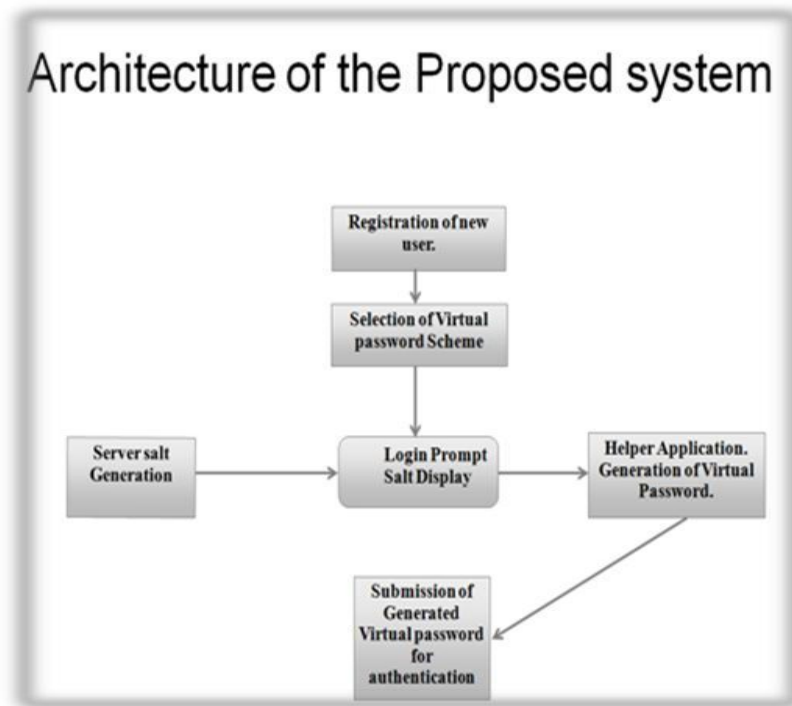 Architecture of the Proposed system
Registration of new
user.
Selection of Virtual
password Scheme
Server salt
Generation
Login Prompt
Salt Display
Helper Application.
Generation of Virtual
Password.
Submission of
Generated
Virtual password
for
authentication